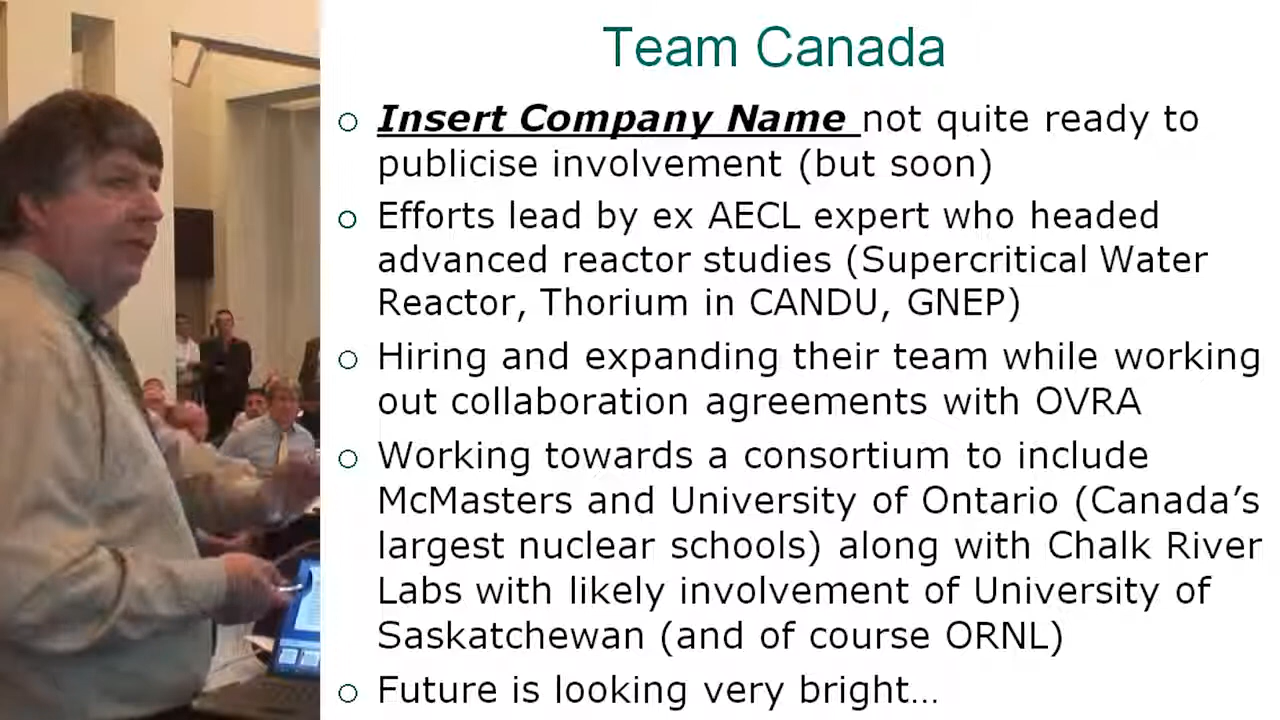 Team Canada
Insert Company Name not quite ready to
publicise involvement (but soon)
Efforts lead by ex AECL expert who headed
advanced reactor studies (Supercritical Water
Reactor, Thorium in CANDU, GNEP)
Hiring and expanding their team while working
out collaboration agreements with OVRA
Working towards a consortium to include
McMasters and University of Ontario (Canada’s
largest nuclear schools) along with Chalk River
Labs with likely involvement of University of
Saskatchewan (and of course ORNL)
Future is looking very bright…